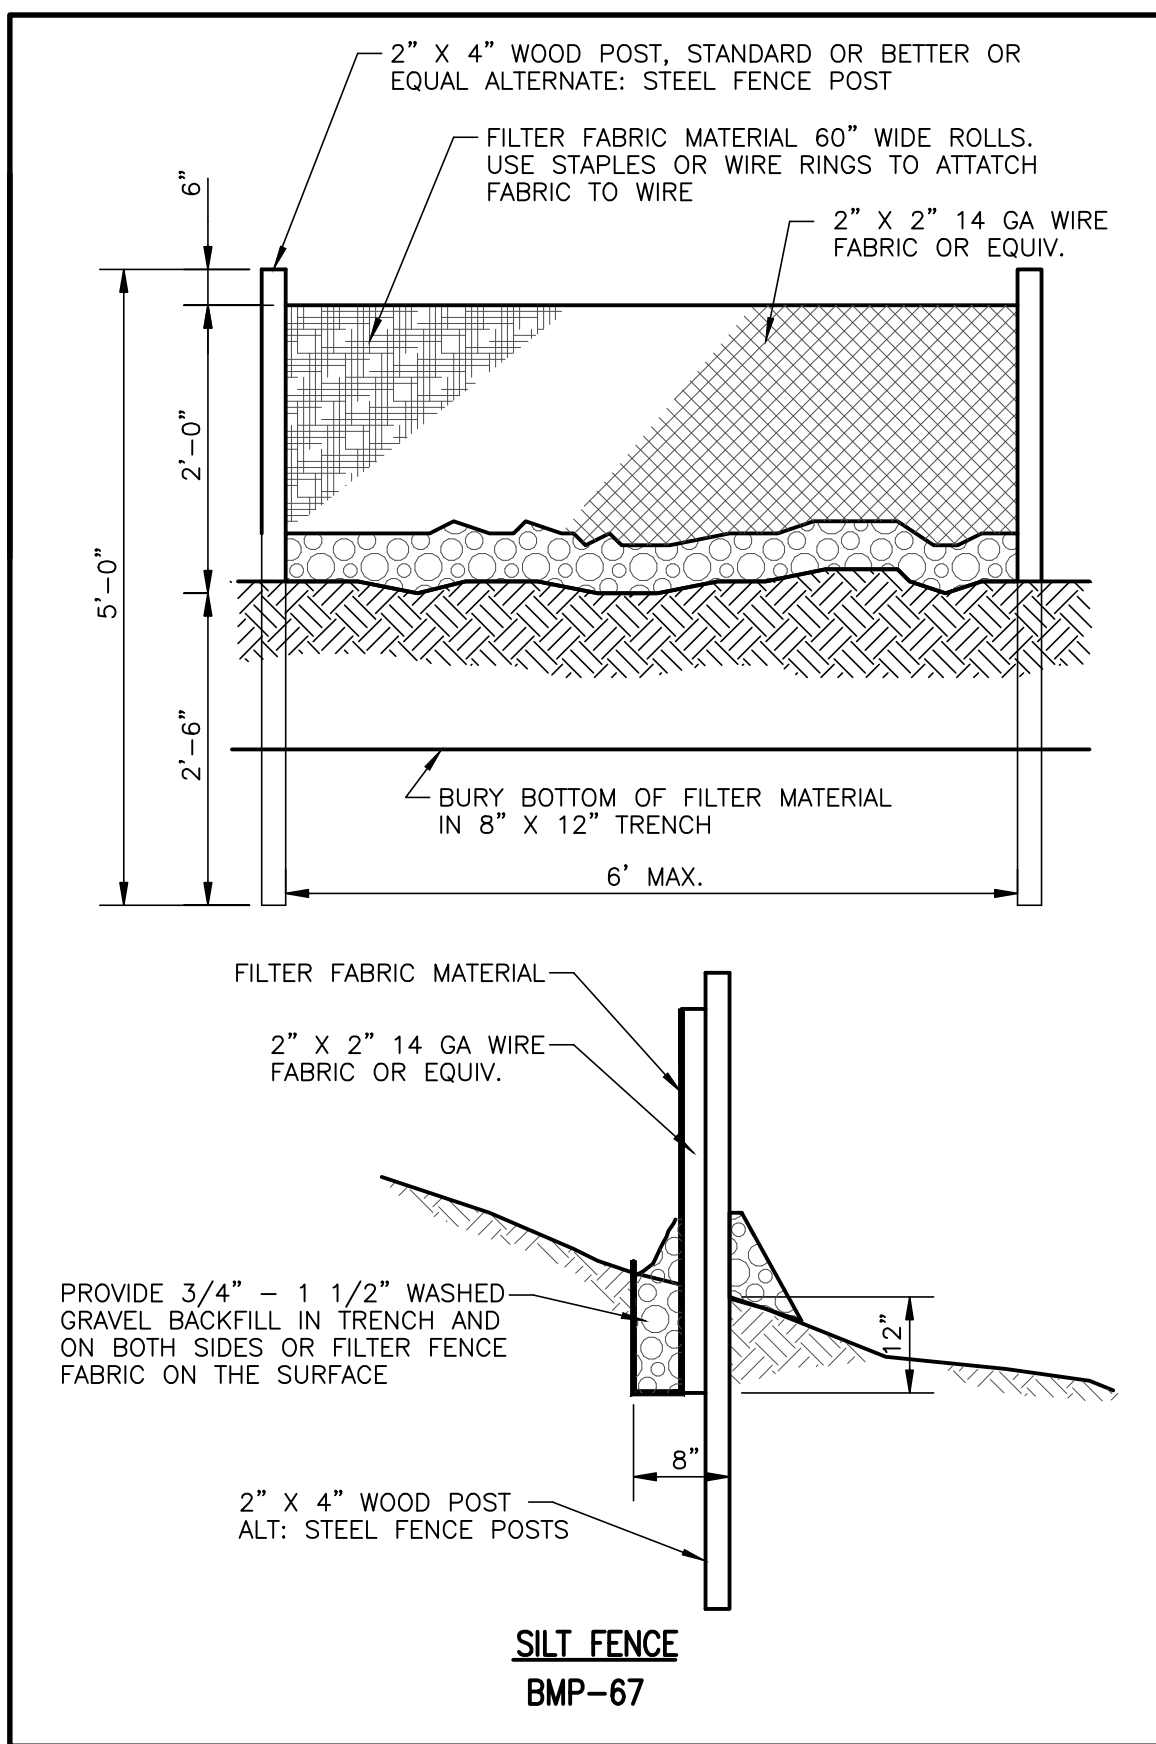 2” X 4” WOOD POST, STANDARD OR BETTER OR
EQUAL ALTERNATE: STEEL FENCE POST
FILTER FABRIC MATERIAL 60” WIDE ROLLS.
USE STAPLES OR WIRE RINGS TO ATTATCH
FABRIC TO WIRE
2” X 2” 14 GA WIRE
FABRIC OR EQUIV.
6”
2’-0”
5’-0”
2’-6”
BURY BOTTOM OF FILTER MATERIAL
IN 8” X 12” TRENCH
6’ MAX.
FILTER FABRIC MATERIAL
2” X 2” 14 GA WIRE
FABRIC OR EQUIV.
PROVIDE 3/4” – 1 1/2” WASHED
GRAVEL BACKFILL IN TRENCH AND
ON BOTH SIDES OR FILTER FENCE
FABRIC ON THE SURFACE
12”
8”
2” X 4” WOOD POST
ALT: STEEL FENCE POSTS
SILT FENCE
BMP-67